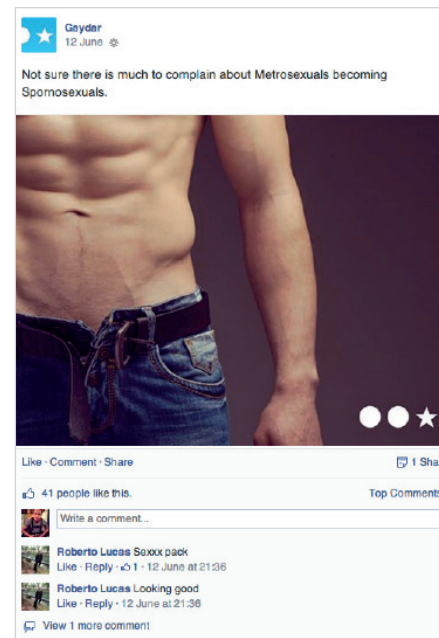 Gaydar
12 June
Not sure there is much to complain about Metrosexuals becoming
Spornosexuals.
Like · Comment · Share 1 Sha
41 people like this. Top Comments
Write a comment...
Roberto Lucas Sexxx pack
Like · Reply · 1 · 12 June at 21:36
Roberto Lucas Looking good
Like · Reply · 12 June at 21:36
View 1 more comment